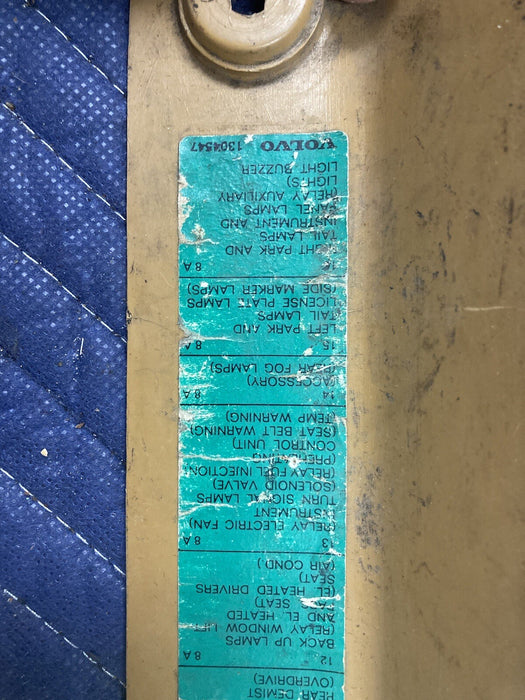 REAR DEMIST
(OVERDRIVE)
12 8 A
BACK UP LAMPS
(RELAY WINDOW LIFT
AND EL. HEATED
SEAT)
(EL. HEATED DRIVERS
SEAT)
(AIR COND.)
13 8 A
(RELAY ELECTRIC FAN)
INSTRUMENT
TURN SIGNAL LAMPS
(SOLENOID VALVE)
(RELAY FUEL INJECTION)
(PREHEATING
CONTROL UNIT)
(SEAT BELT WARNING)
(TEMP WARNING)
14 8 A
(ACCESSORY)
(REAR FOG LAMPS)
15 8 A
LEFT PARK AND
TAIL LAMPS
LICENSE PLATE LAMPS
(SIDE MARKER LAMPS)
16 8 A
RIGHT PARK AND
TAIL LAMPS
INSTRUMENT AND
PANEL LAMPS
(RELAY AUXILIARY
LIGHTS)
LIGHT BUZZER
VOLVO 1304547